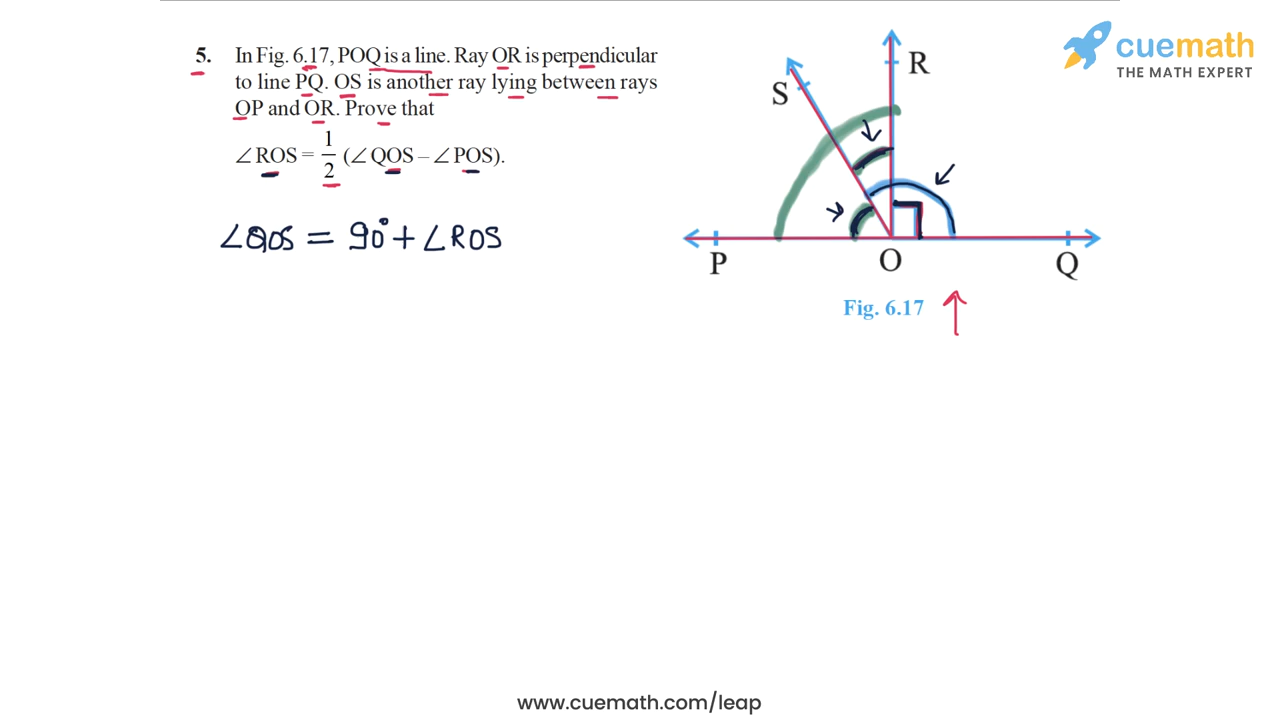 5. In Fig. 6.17, POQ is a line. Ray OR is perpendicular
to line PQ. OS is another ray lying between rays
OP and OR. Prove that
∠ROS = 1/2 (∠QOS – ∠POS).
∠QOS = 90° + ∠ROS
R
S
P
O
Q
Fig. 6.17
cuemath
THE MATH EXPERT
www.cuemath.com/leap